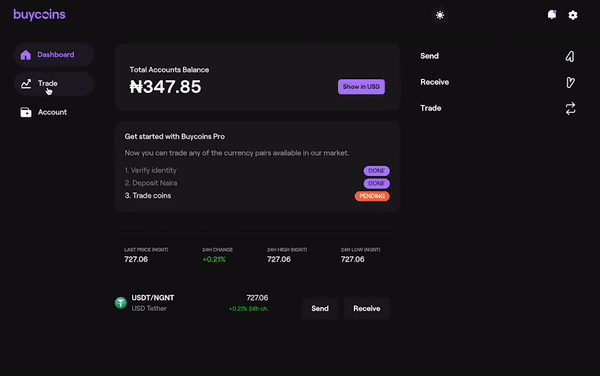 buycoins
Dashboard
Trade
Account
Total Accounts Balance
₦347.85
Show in USD
Get started with Buycoins Pro
Now you can trade any of the currency pairs available in our market.
1. Verify identity
DONE
2. Deposit Naira
DONE
3. Trade coins
PENDING
LAST PRICE (NGNT)
24H CHANGE
24H HIGH (NGNT)
24H LOW (NGNT)
727.06
+0.21%
727.06
727.06
USDT/NGNT
727.06
USD Tether
+0.21% 24h ch.
Send
Receive
Send
Receive
Trade